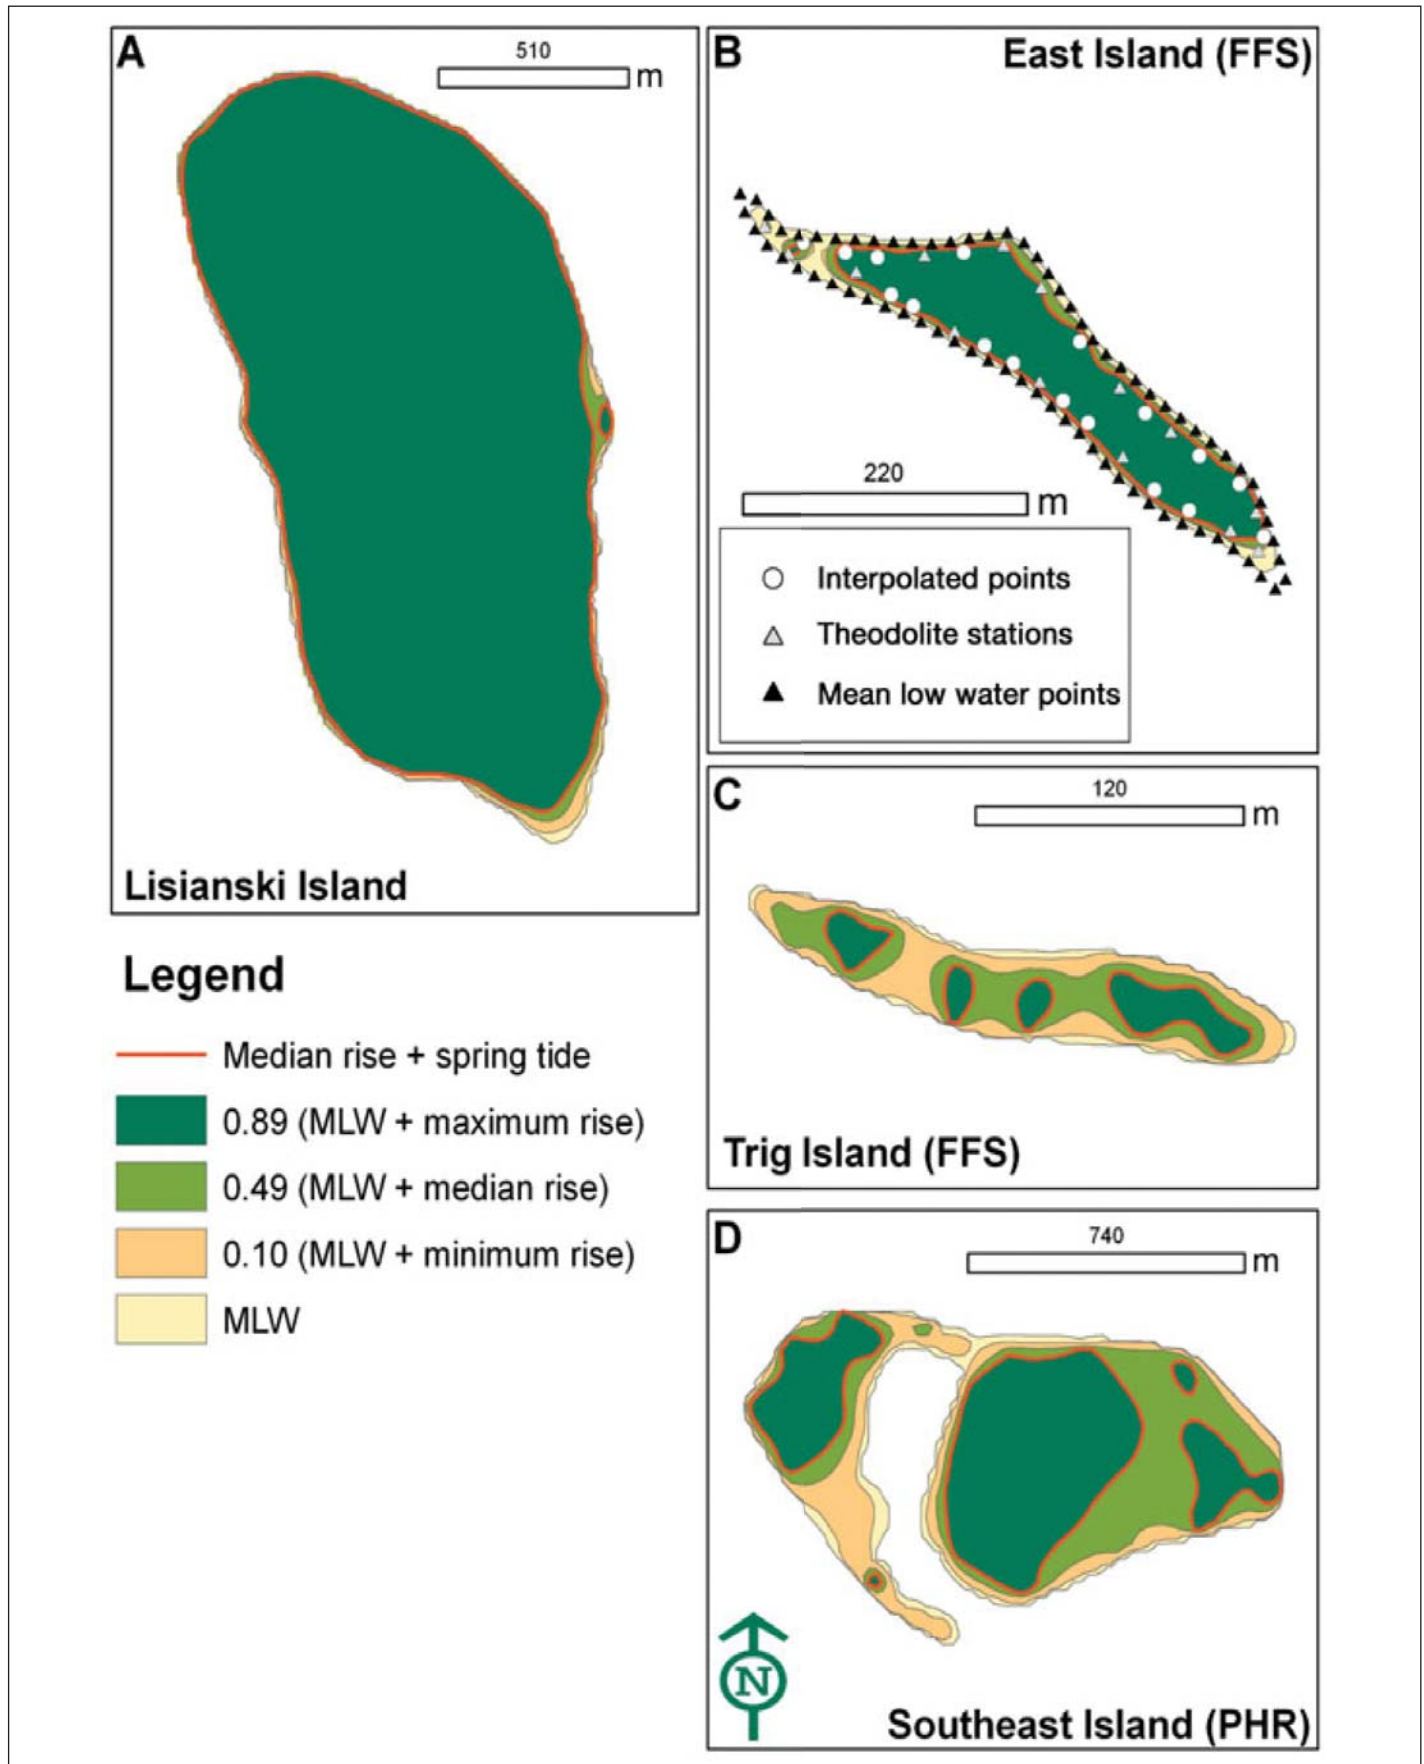 A
510
m
Lisianski Island
B
East Island (FFS)
220
m
Interpolated points
Theodolite stations
Mean low water points
C
120
m
Trig Island (FFS)
Legend
Median rise + spring tide
0.89 (MLW + maximum rise)
0.49 (MLW + median rise)
0.10 (MLW + minimum rise)
MLW
D
740
m
N
Southeast Island (PHR)